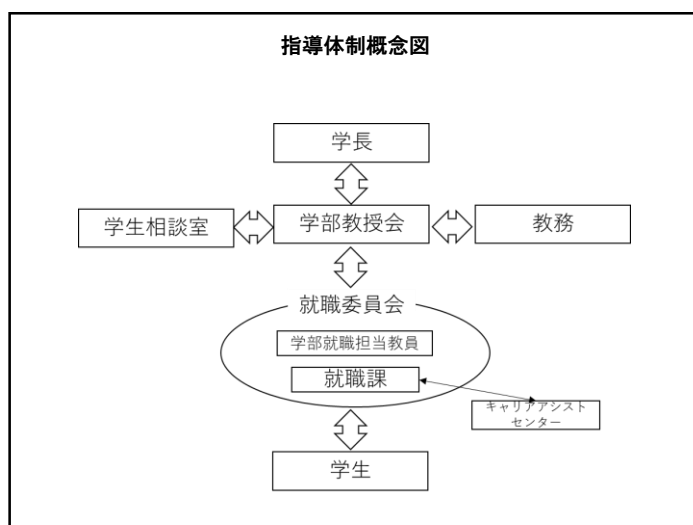 指導体制概念図
学長
学生相談室
学部教授会
教務
就職委員会
学部就職担当教員
就職課
キャリアアシスト
センター
学生